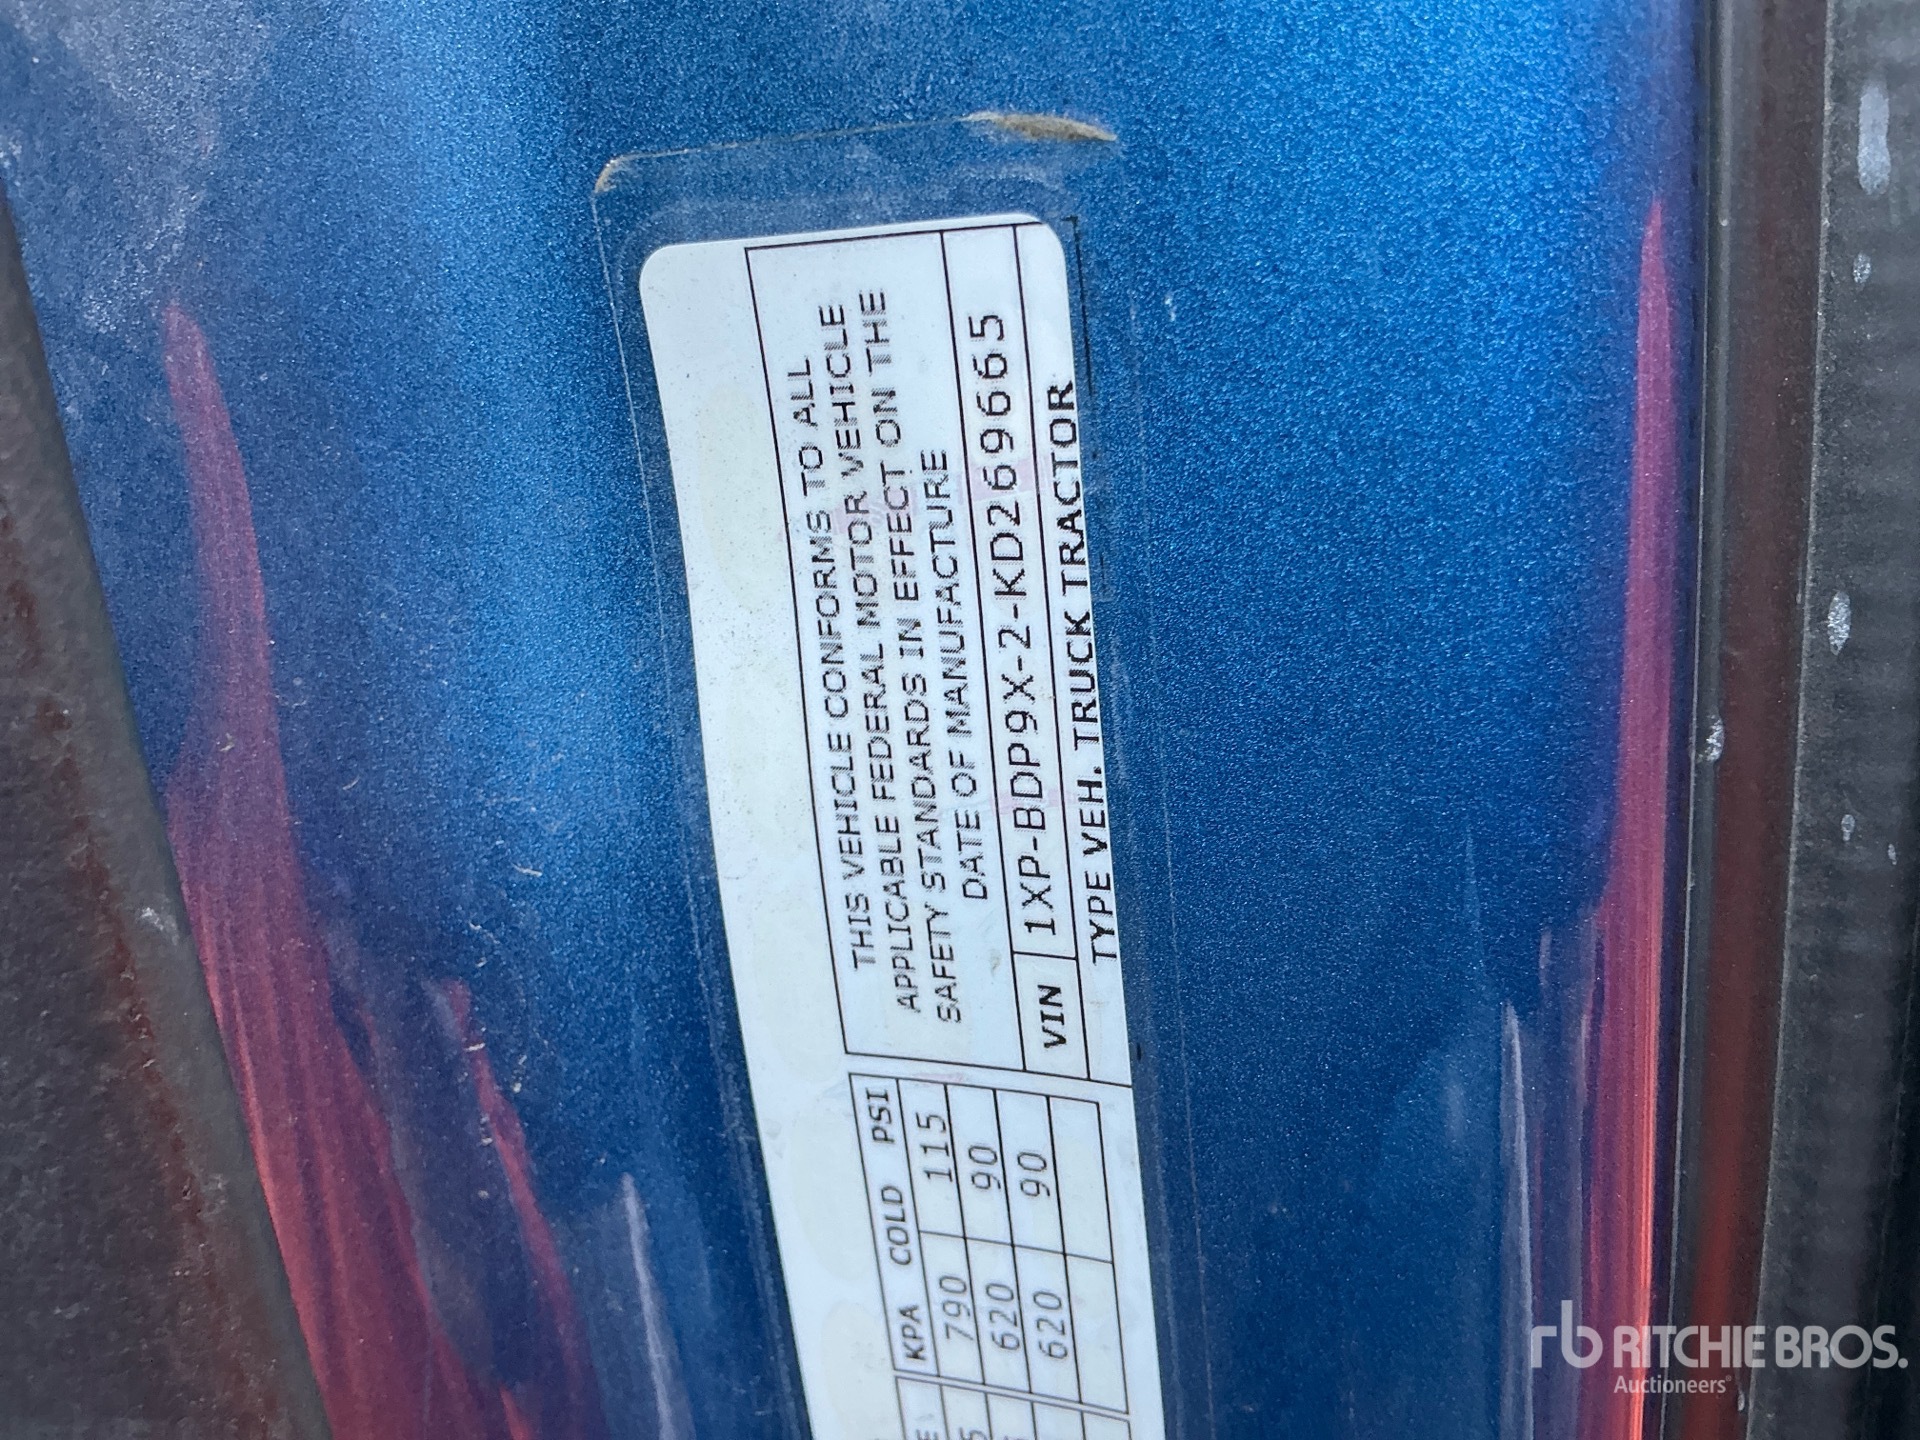 THIS VEHICLE CONFORMS TO ALL
APPLICABLE FEDERAL MOTOR VEHICLE
SAFETY STANDARDS IN EFFECT ON THE
DATE OF MANUFACTURE
VIN 1XP-BDP9X-2-KD269665
TYPE VEH. TRUCK TRACTOR
KPA COLD PSI
790 115
620 90
620 90
rb RITCHIE BROS.
Auctioneers